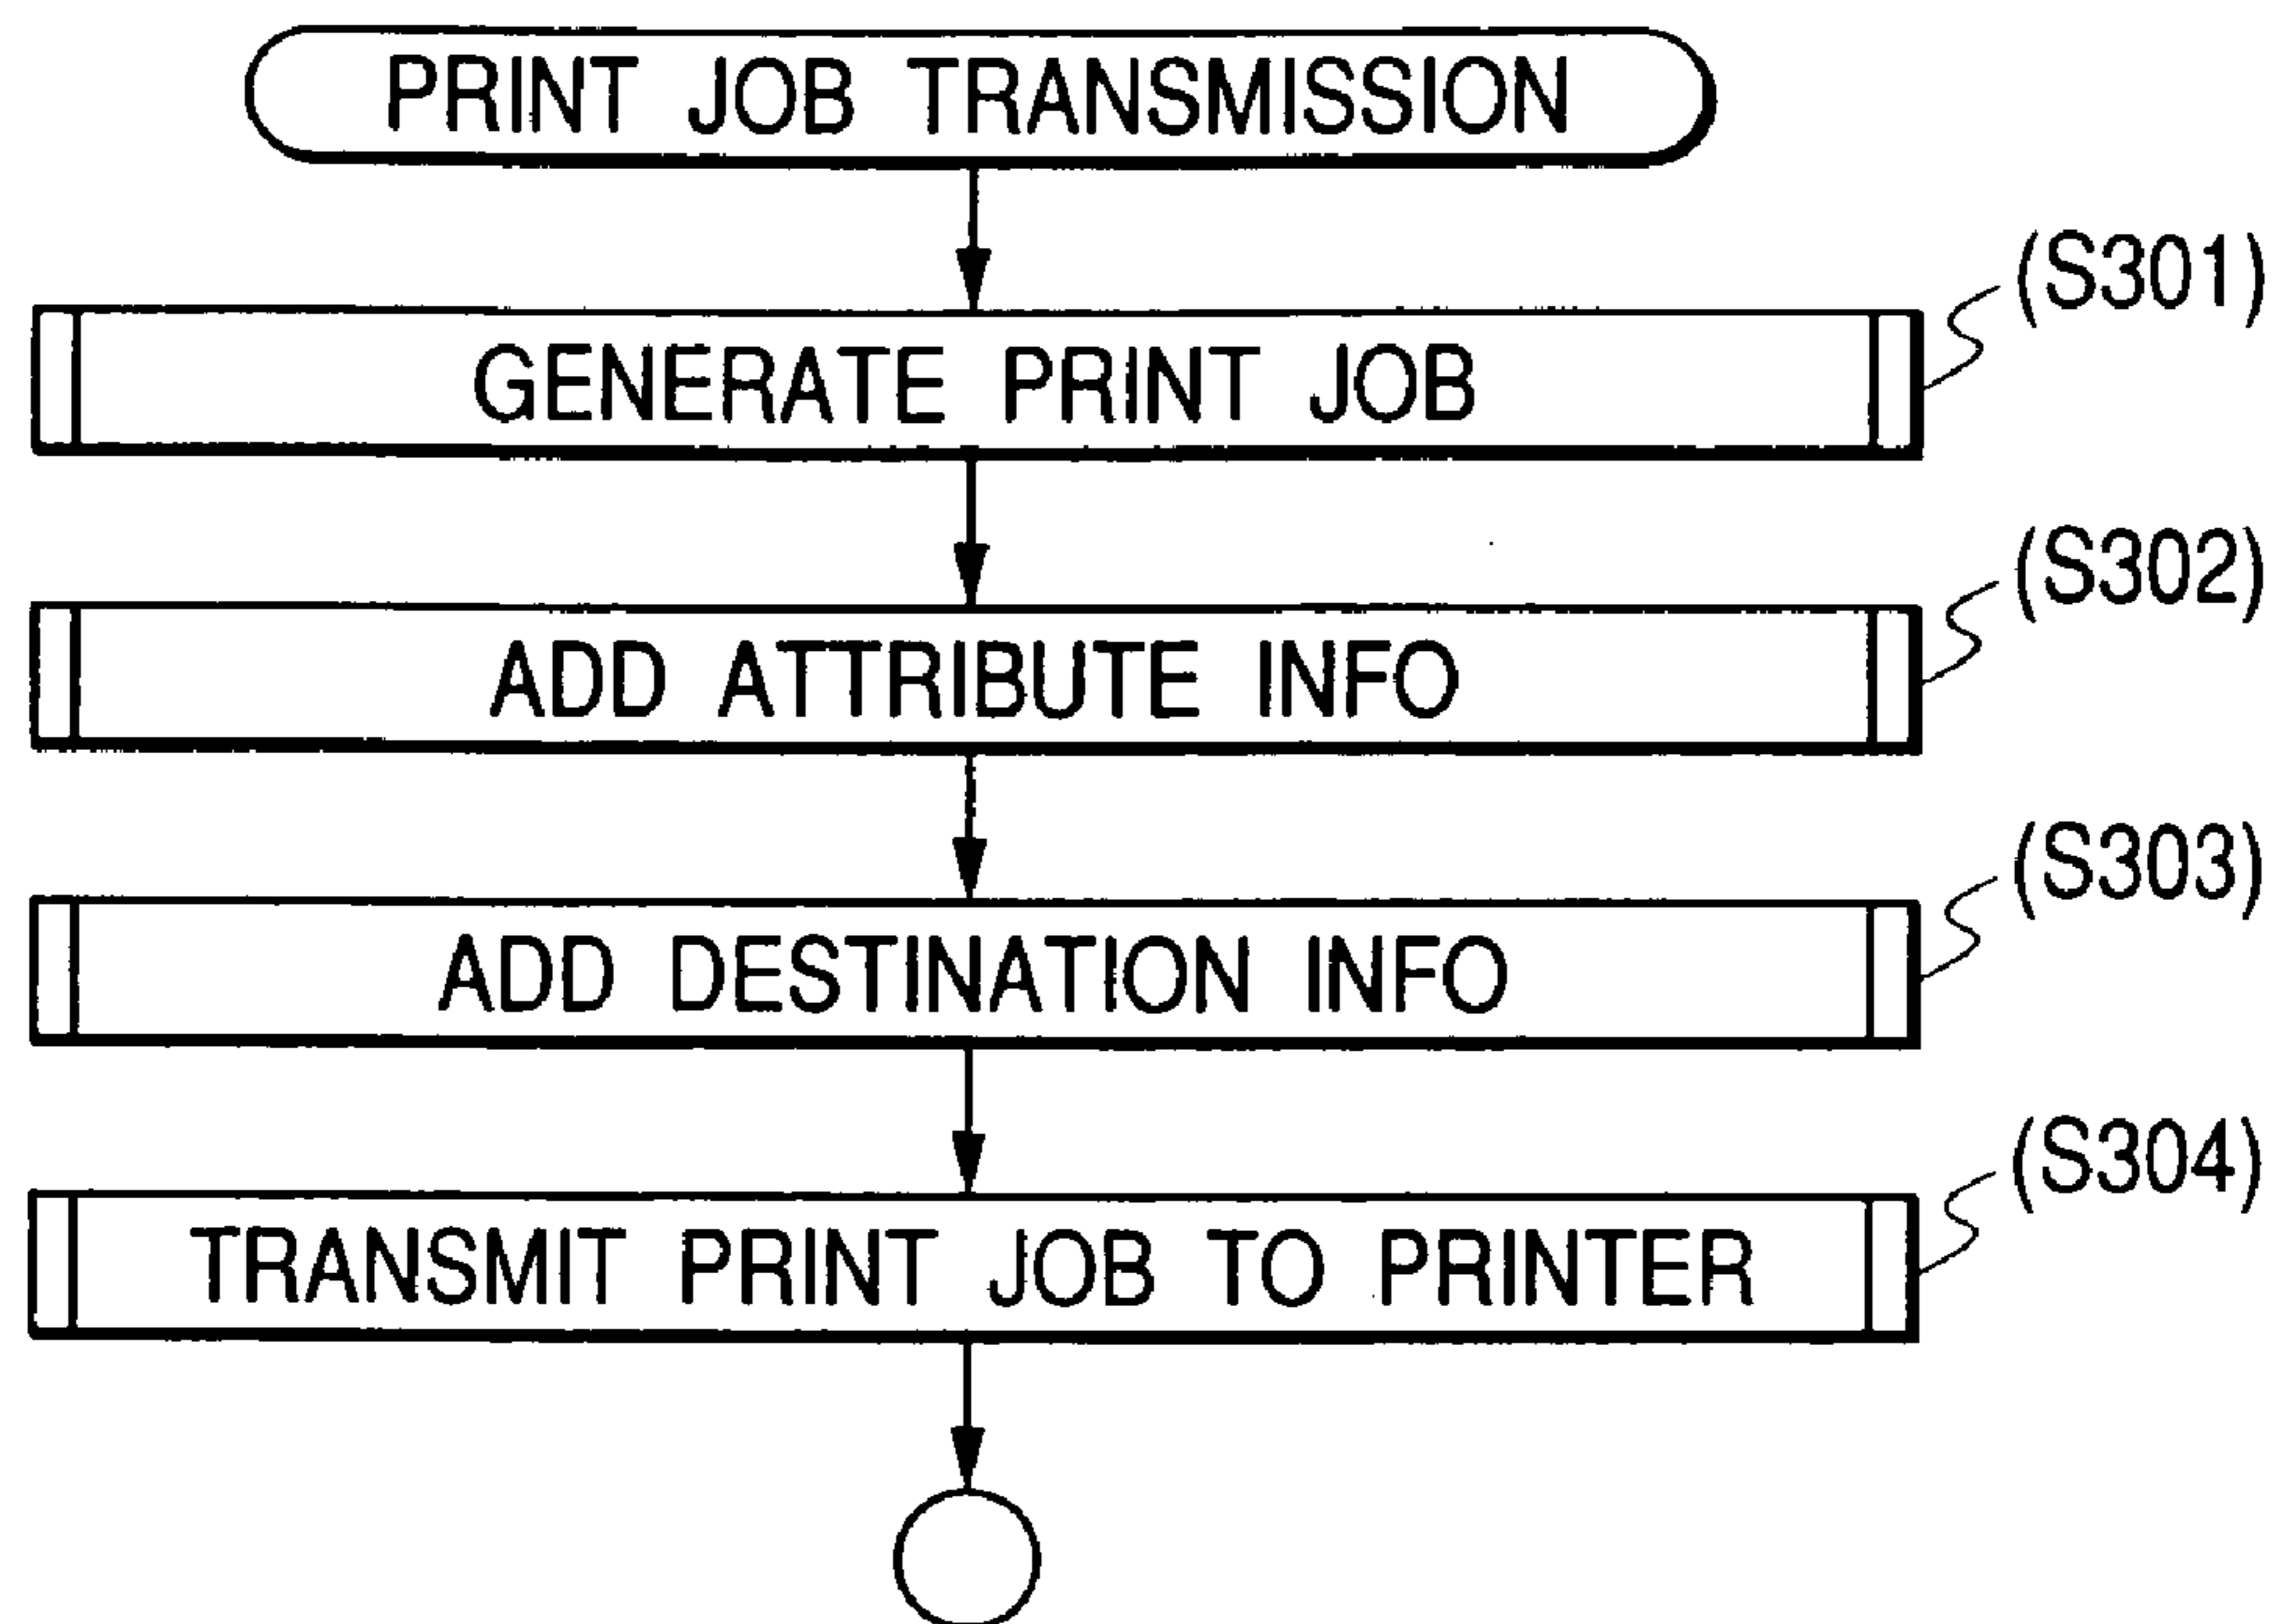 PRINT JOB TRANSMISSION
(S301)
GENERATE PRINT JOB
(S302)
ADD ATTRIBUTE INFO
(S303)
ADD DESTINATION INFO
(S304)
TRANSMIT PRINT JOB TO PRINTER